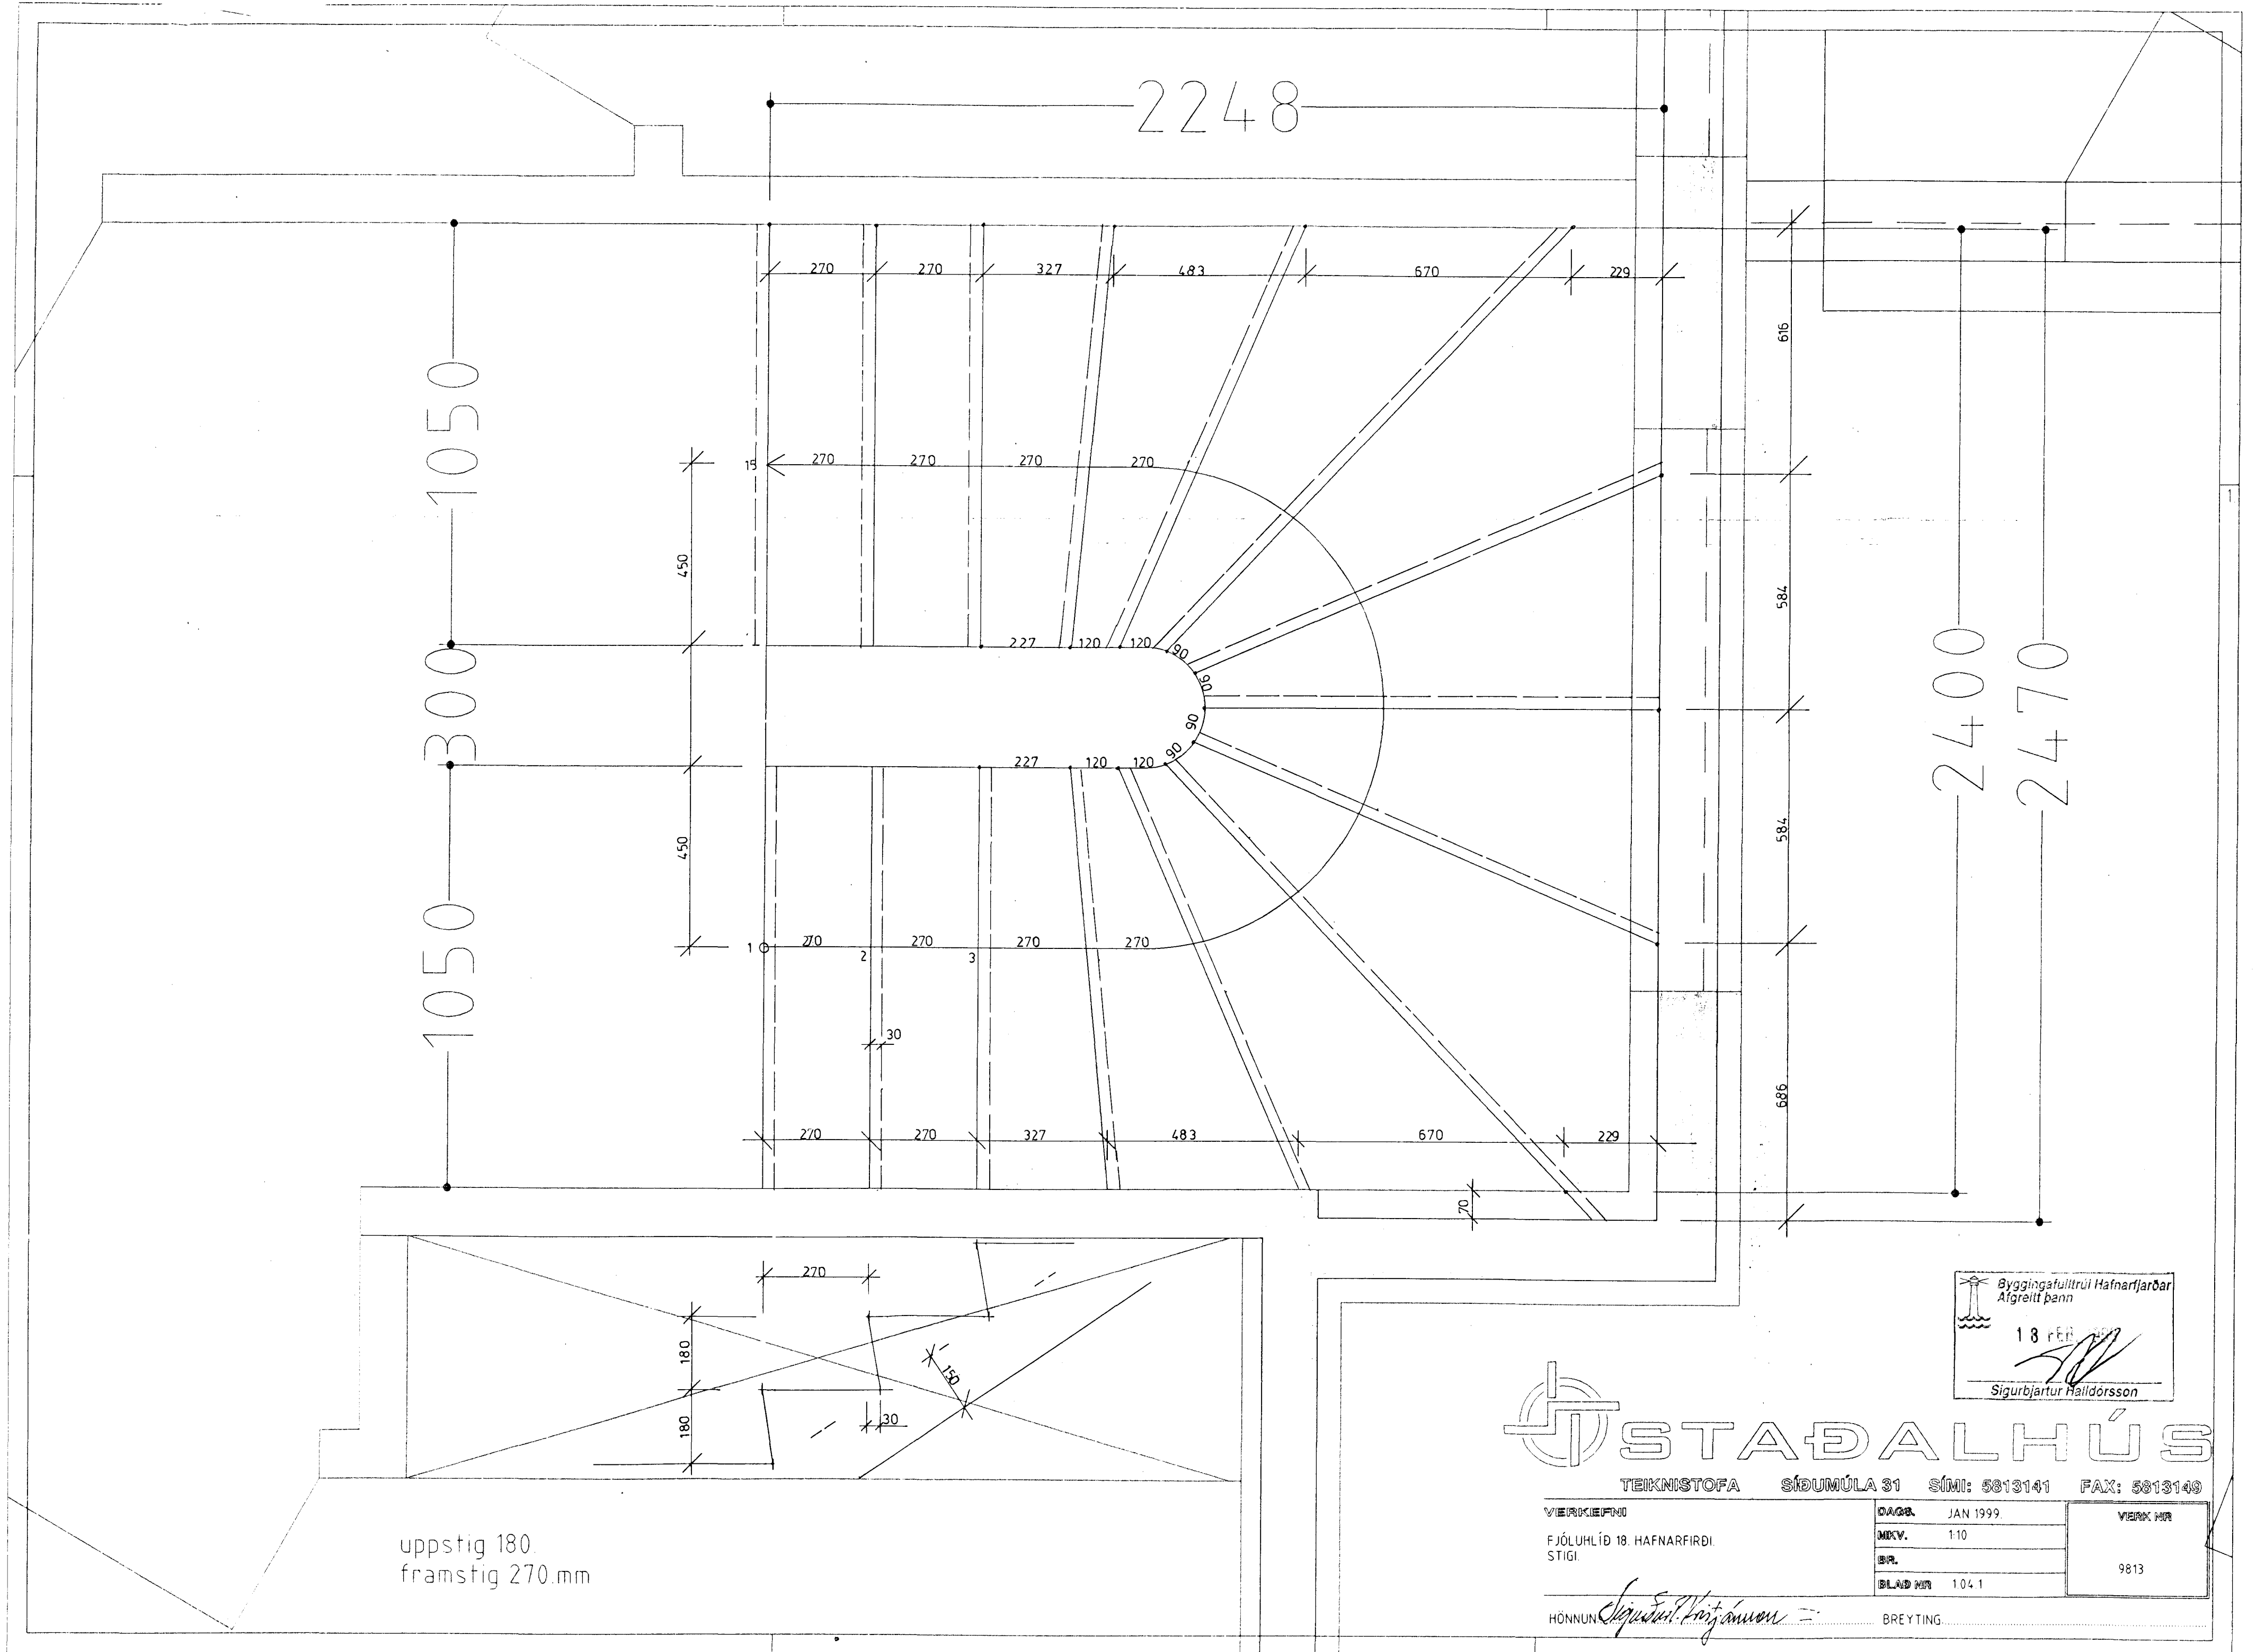 2248
270 270 327 483 670 229
616
1050
15 270 270 270 270
450
584
227 120 120 90
300
90
2400
2470
90
227 120 120 90
450
584
1 270 270 270 270
2 3
1050
30
686
270 270 327 483 670 229
70
270
180
150
180
30
uppstig 180.
framstig 270.mm
Byggingafulltrúi Hafnarfjarðar
Afgreitt þann
18 FEB.
Sigurbjartur Halldórsson
STAÐALHÚS
TEIKNISTOFA SÍÐUMÚLA 31 SÍMI: 5813141 FAX: 5813149
VERKEFNI
FJÓLUHLÍÐ 18. HAFNARFIRÐI.
STIGI.
DAGS. JAN 1999.
MKV. 1:10
BR.
BLAÐ NR 1.04.1
VERK NR
9813
HÖNNUN
BREYTING